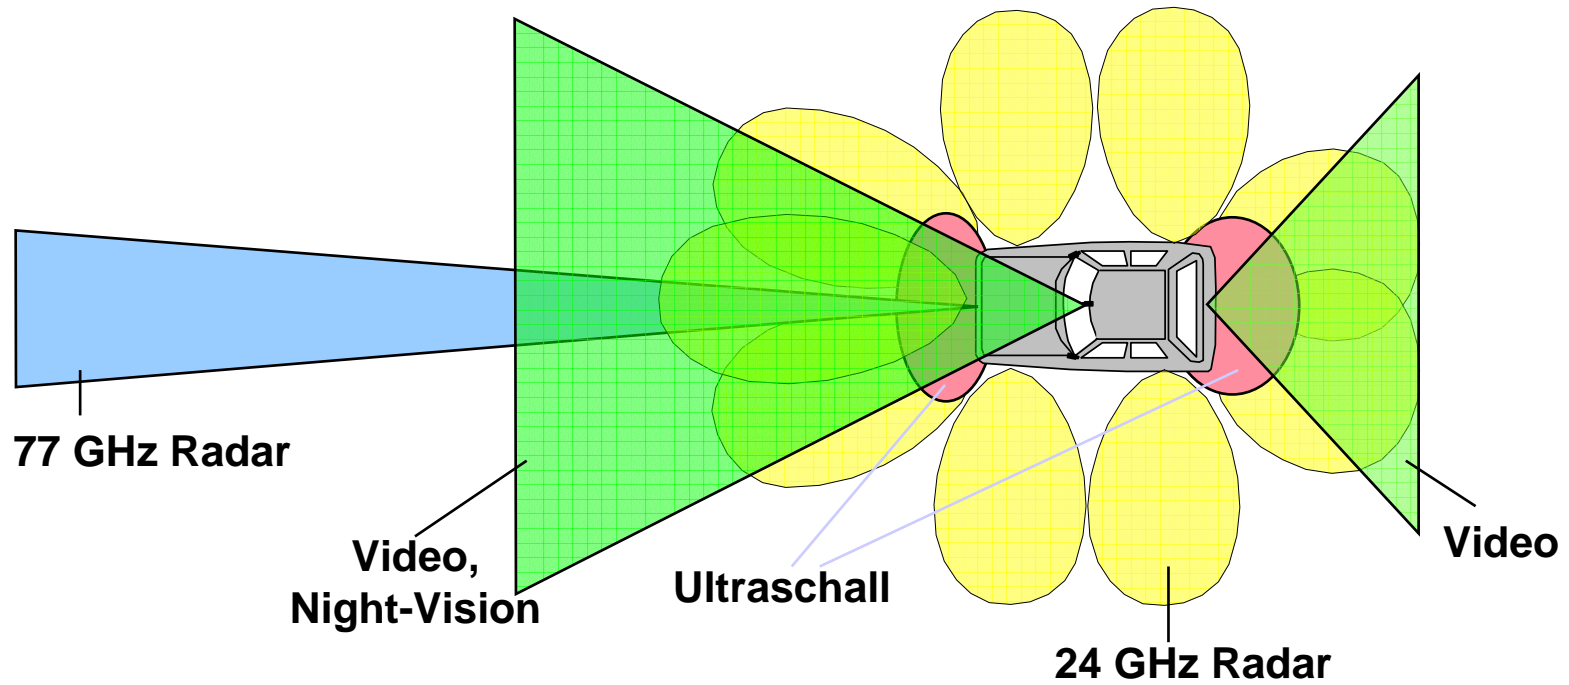 77 GHz Radar
Video,
Night-Vision
Ultraschall
Video
24 GHz Radar